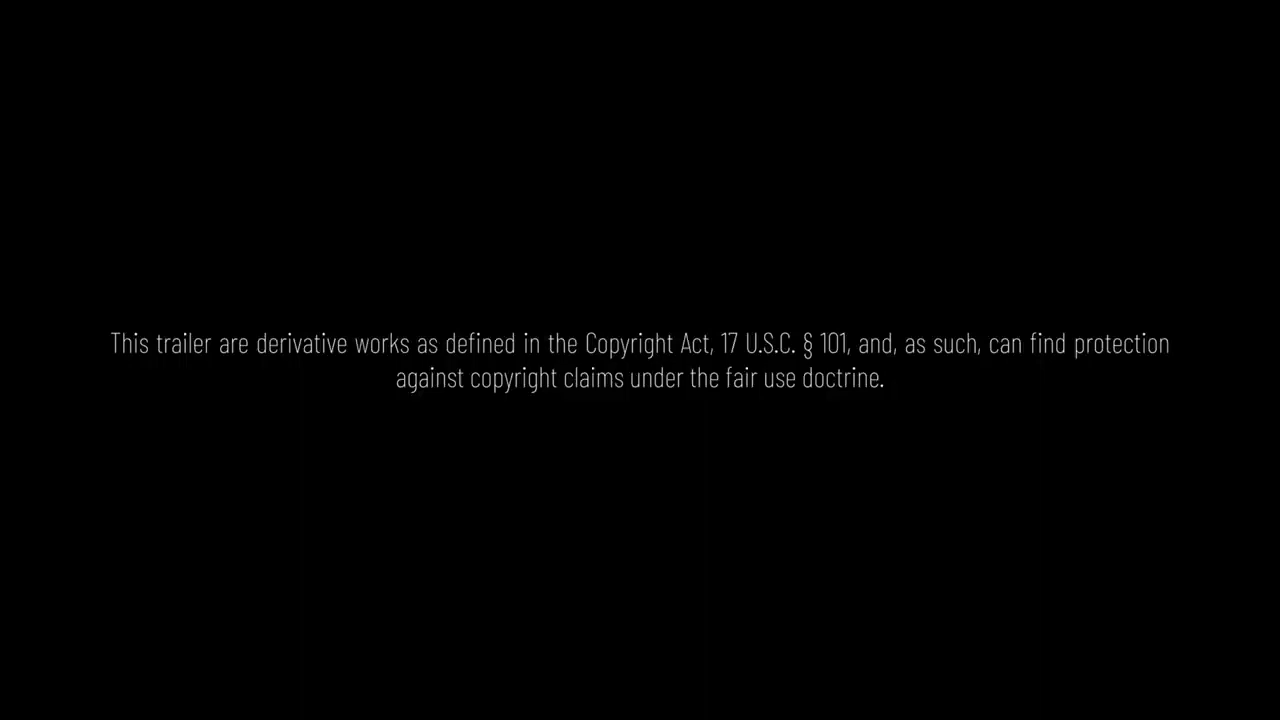 This trailer are derivative works as defined in the Copyright Act, 17 U.S.C. § 101, and, as such, can find protection
against copyright claims under the fair use doctrine.